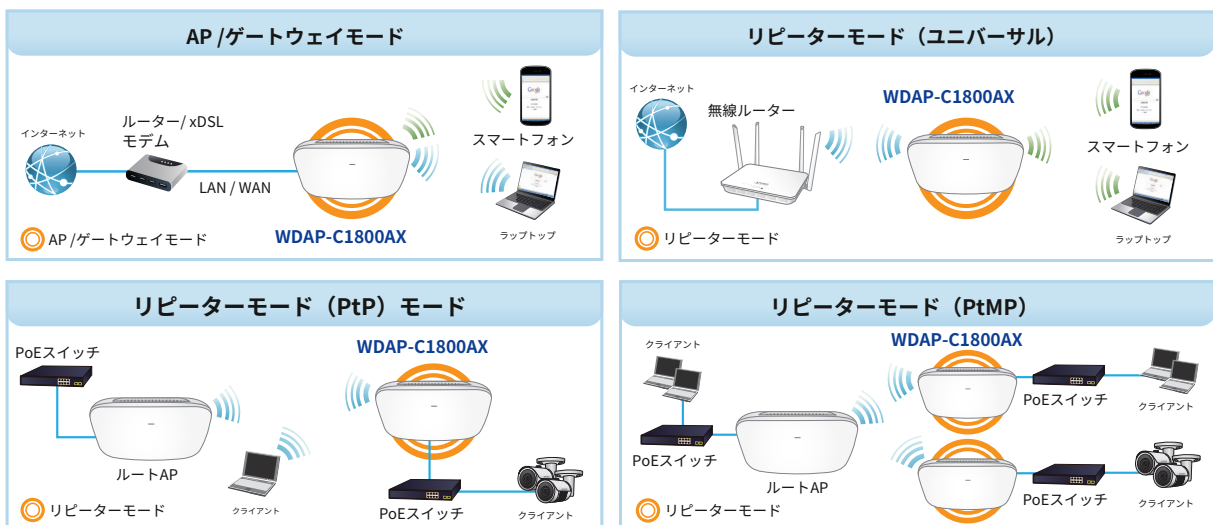 AP /ゲートウェイモード
インターネット
ルーター/ xDSL
モデム
LAN / WAN
スマートフォン
ラップトップ
AP /ゲートウェイモード
WDAP-C1800AX
リピーターモード（ユニバーサル）
インターネット
無線ルーター
WDAP-C1800AX
スマートフォン
ラップトップ
リピーターモード
リピーターモード（PtP）モード
PoEスイッチ
WDAP-C1800AX
ルートAP
クライアント
PoEスイッチ
クライアント
リピーターモード
リピーターモード（PtMP）
クライアント
WDAP-C1800AX
PoEスイッチ
クライアント
PoEスイッチ
ルートAP
PoEスイッチ
クライアント
リピーターモード